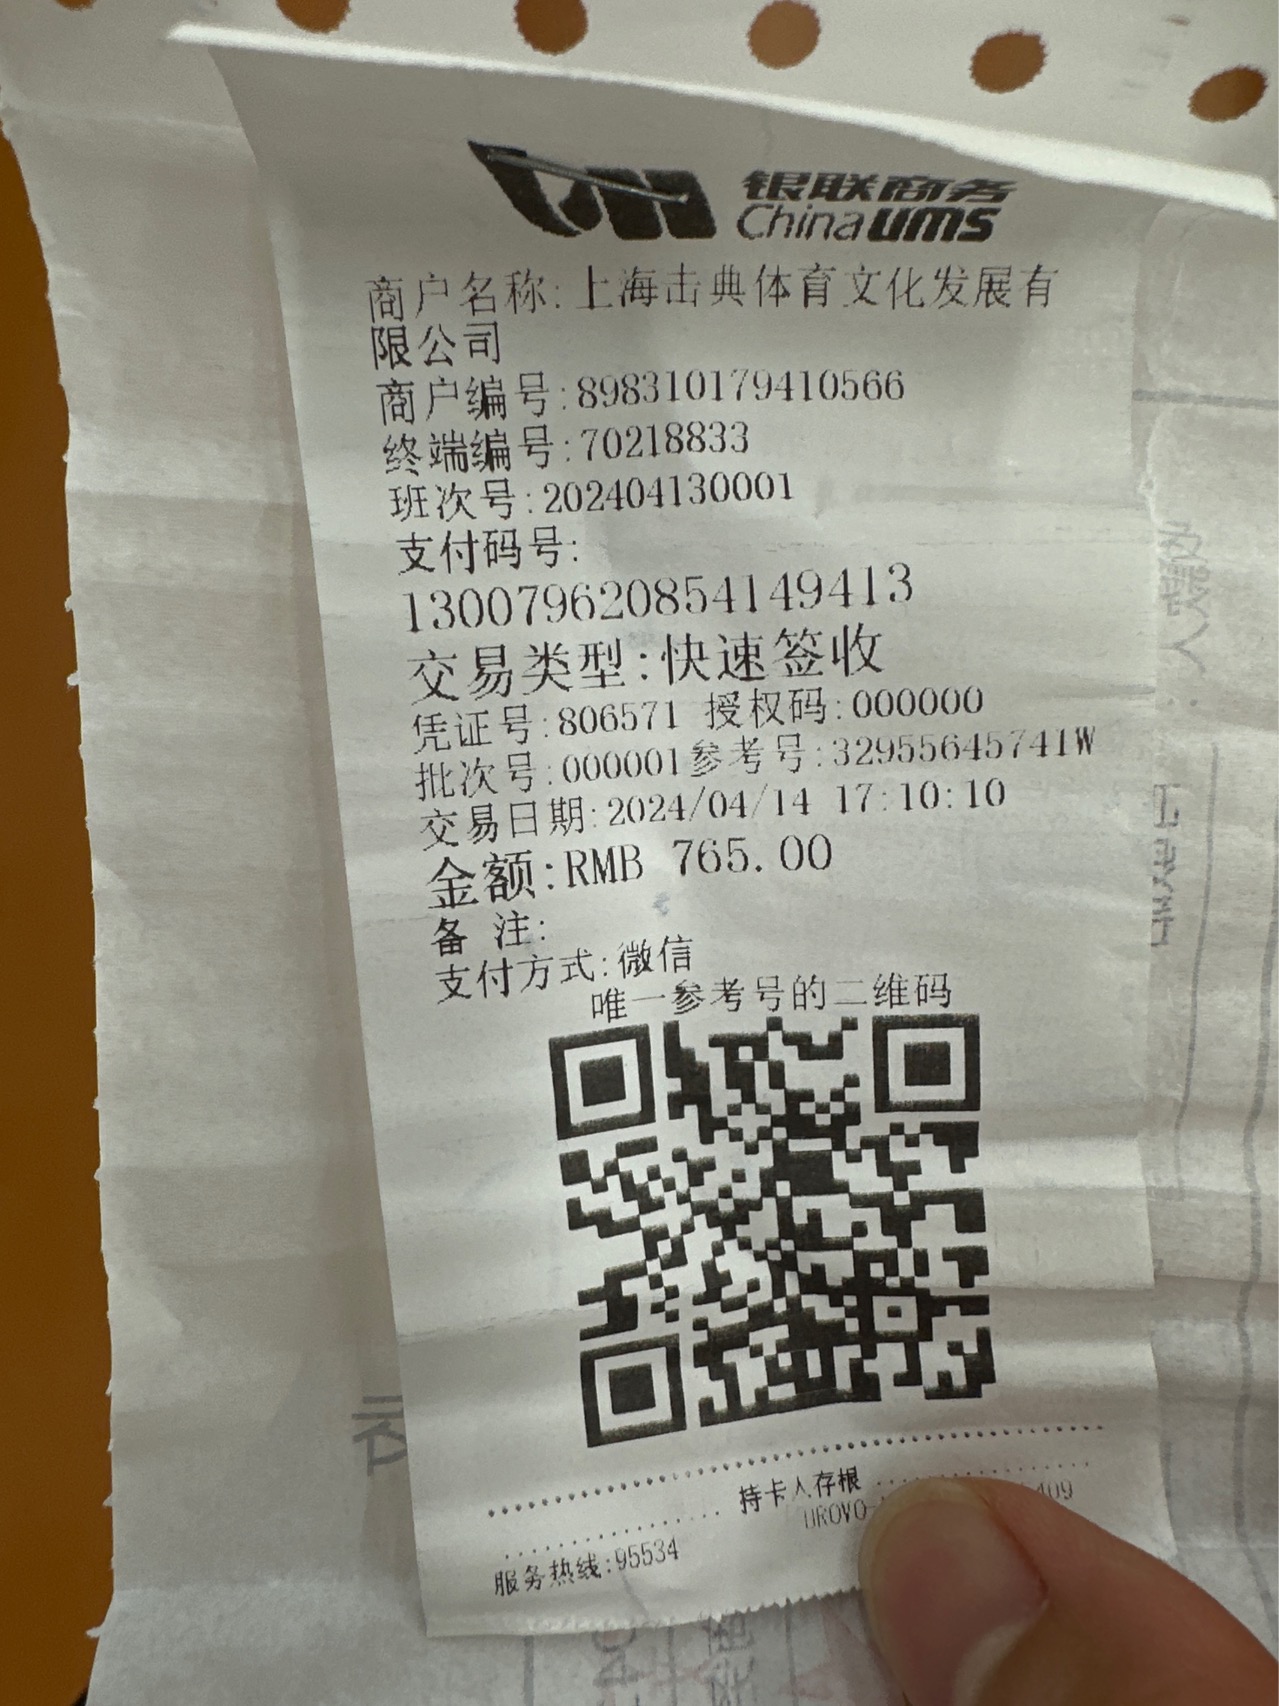 银联商务
China ums
商户名称:上海击典体育文化发展有
限公司
商户编号:898310179410566
终端编号:70218833
班次号:202404130001
支付码号:
130079620854149413
交易类型:快速签收
凭证号:806571 授权码:000000
批次号:000001参考号:32955645741W
交易日期:2024/04/14 17:10:10
金额:RMB 765.00
备 注:
支付方式:微信
唯一参考号的二维码
持卡人存根
UROVO-
409
服务热线:95534